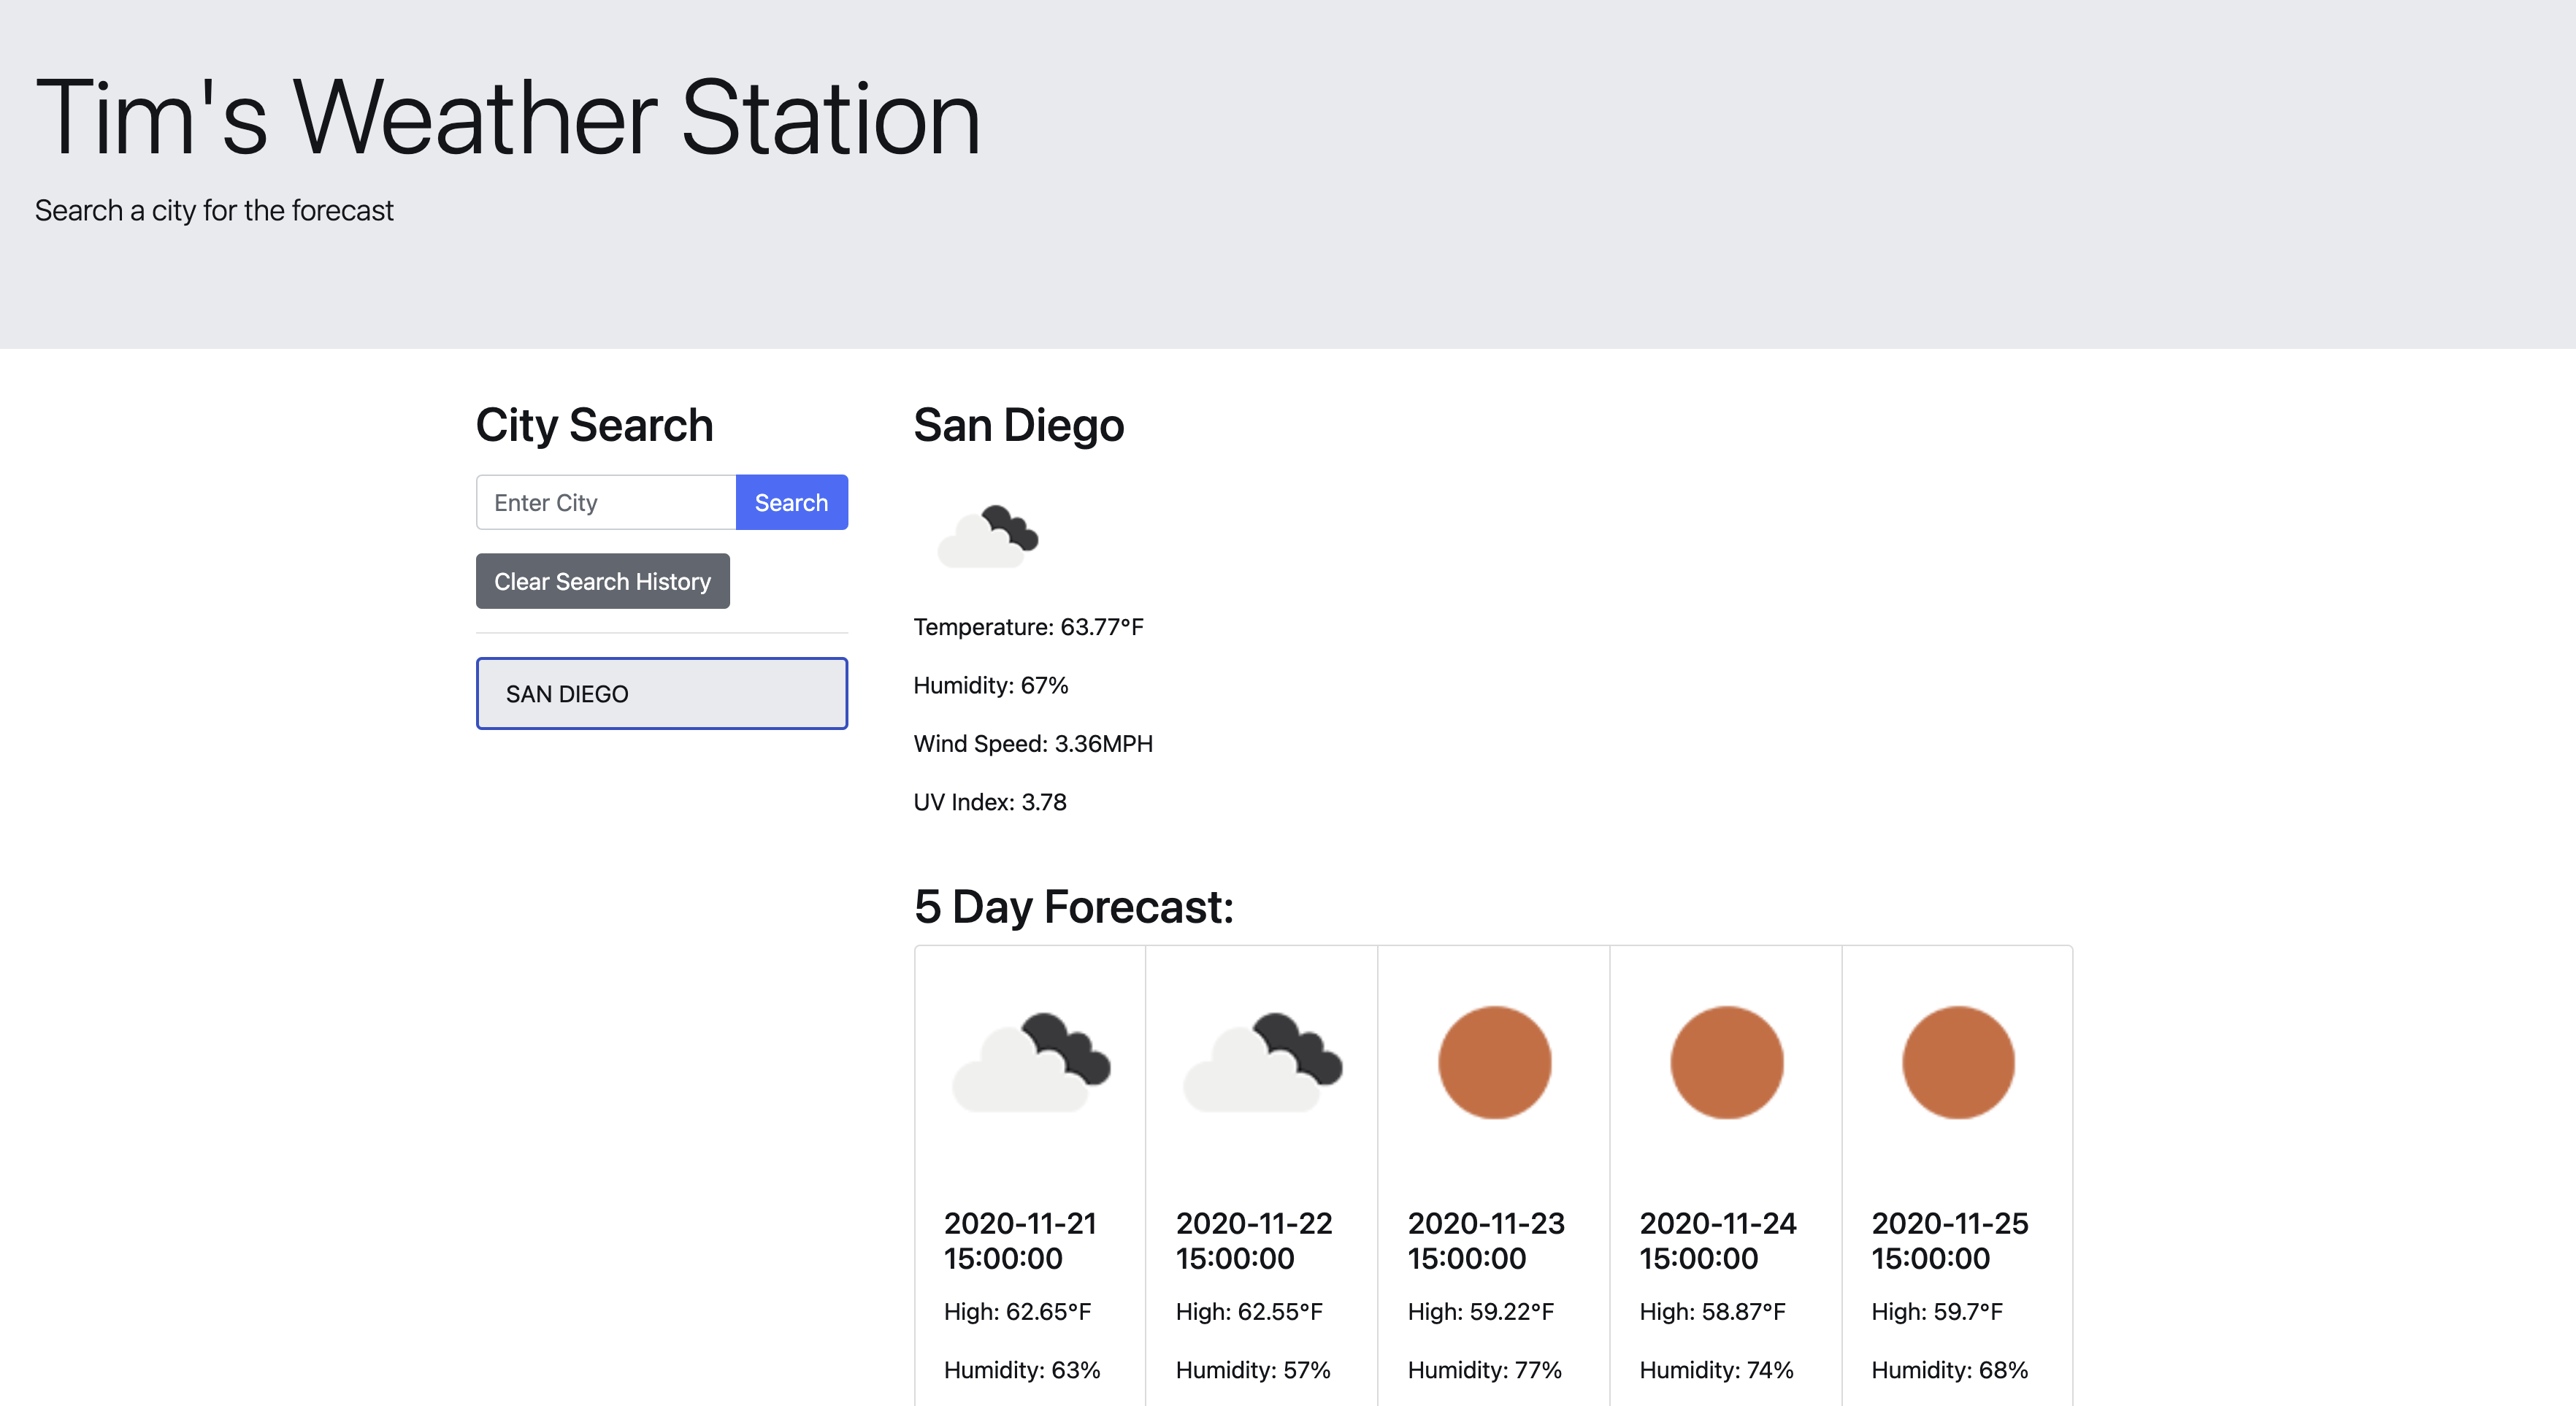 Tim's Weather Station
Search a city for the forecast
City Search
Enter City
Search
Clear Search History
SAN DIEGO
San Diego
Temperature: 63.77°F
Humidity: 67%
Wind Speed: 3.36MPH
UV Index: 3.78
5 Day Forecast:
2020-11-21
15:00:00
High: 62.65°F
Humidity: 63%
2020-11-22
15:00:00
High: 62.55°F
Humidity: 57%
2020-11-23
15:00:00
High: 59.22°F
Humidity: 77%
2020-11-24
15:00:00
High: 58.87°F
Humidity: 74%
2020-11-25
15:00:00
High: 59.7°F
Humidity: 68%